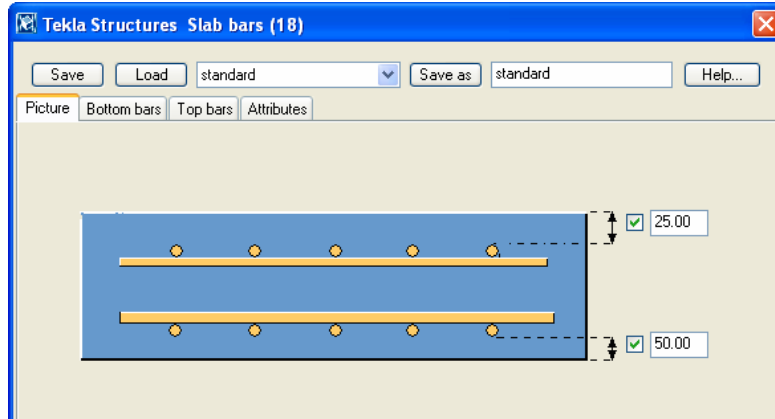 Tekla Structures Slab bars (18)
Save Load standard Save as standard Help...
Picture Bottom bars Top bars Attributes
25.00
50.00